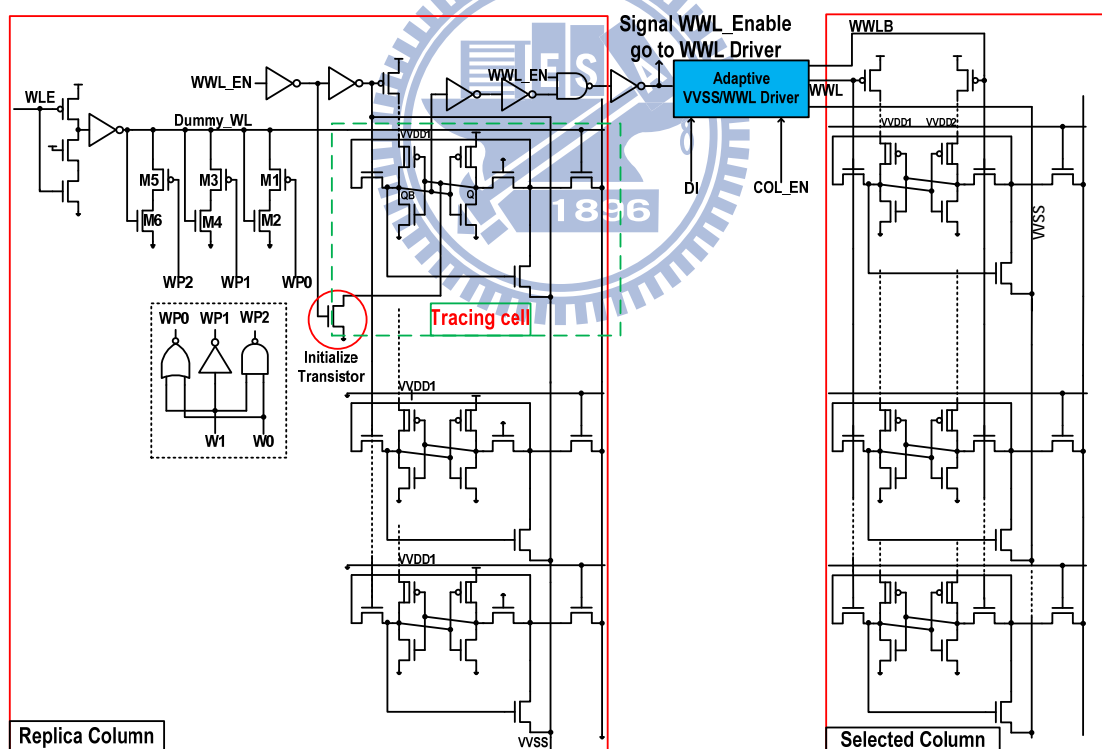 Signal WWL_Enable
go to WWL Driver
WWLB
WWL_EN
WWL_EN
WLE
Adaptive
VVSS/WWL Driver
WWL
Dummy_WL
VVDD1
VVDD1
VVDD2
M5
M3
M1
QB
Q
DI
COL_EN
M6
M4
M2
1896
VVSS
WP2
WP1
WP0
WP0
WP1
WP2
Tracing cell
Initialize
Transistor
W1
W0
VVDD1
VVDD1
Replica Column
VVSS
Selected Column